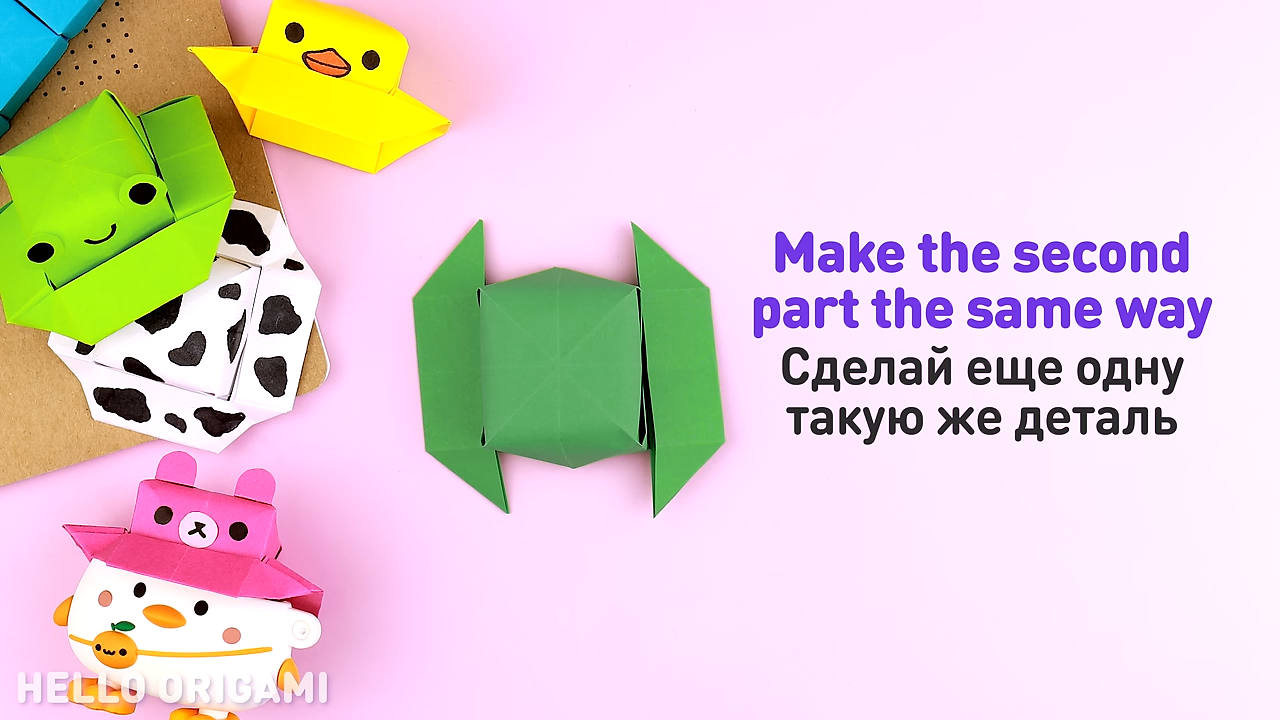 Make the second
part the same way
Сделай еще одну
такую же деталь
HELLO ORIGAMI